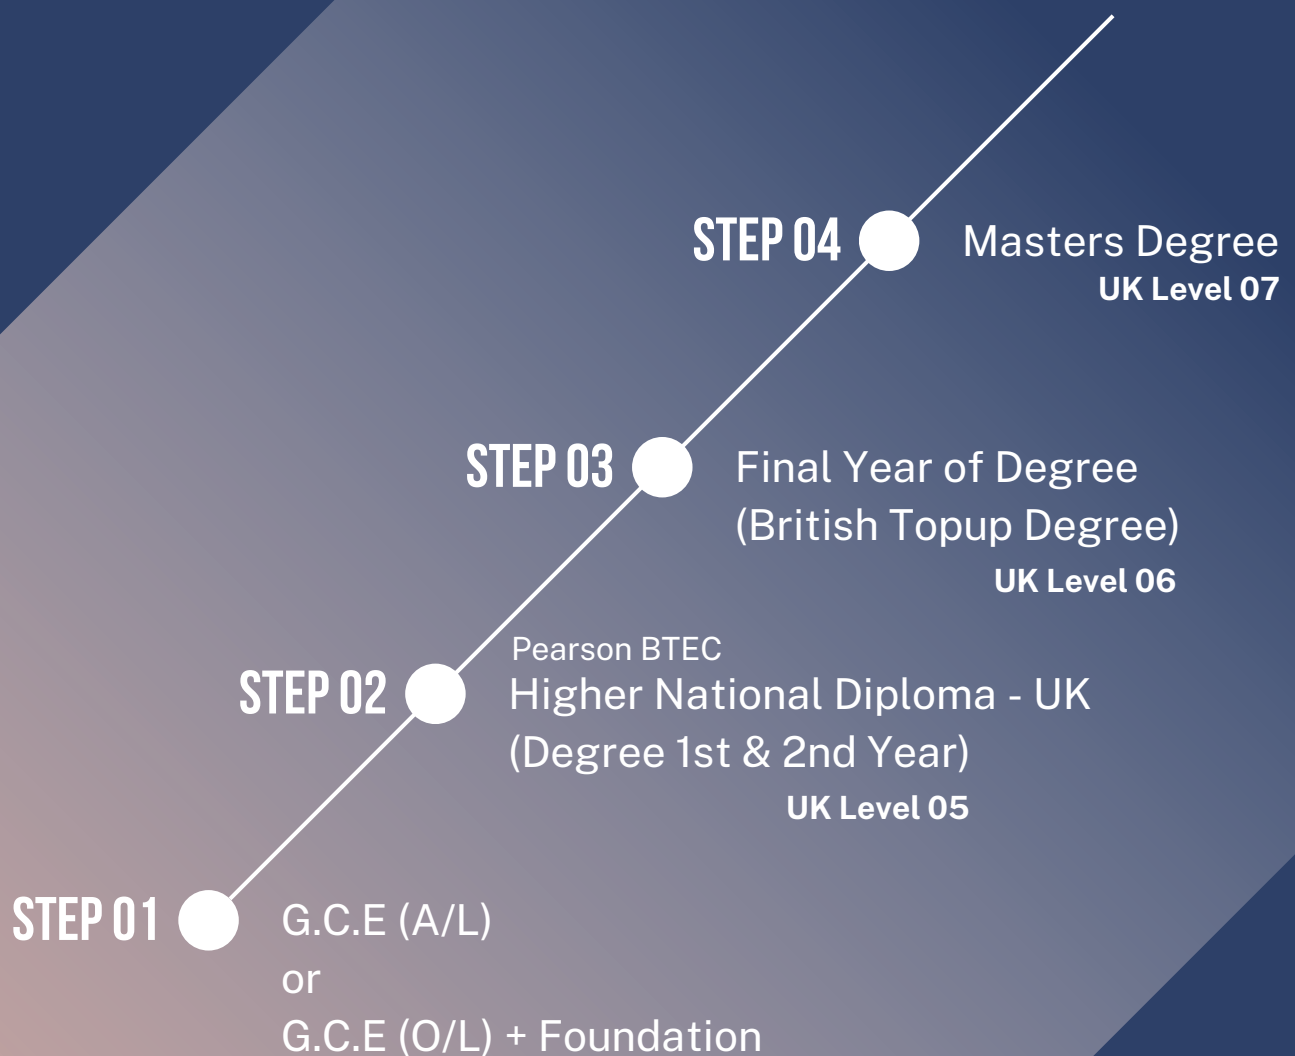 STEP 04
Masters Degree
UK Level 07
STEP 03
Final Year of Degree
(British Topup Degree)
UK Level 06
Pearson BTEC
STEP 02
Higher National Diploma - UK
(Degree 1st & 2nd Year)
UK Level 05
STEP 01
G.C.E (A/L)
or
G.C.E (O/L) + Foundation